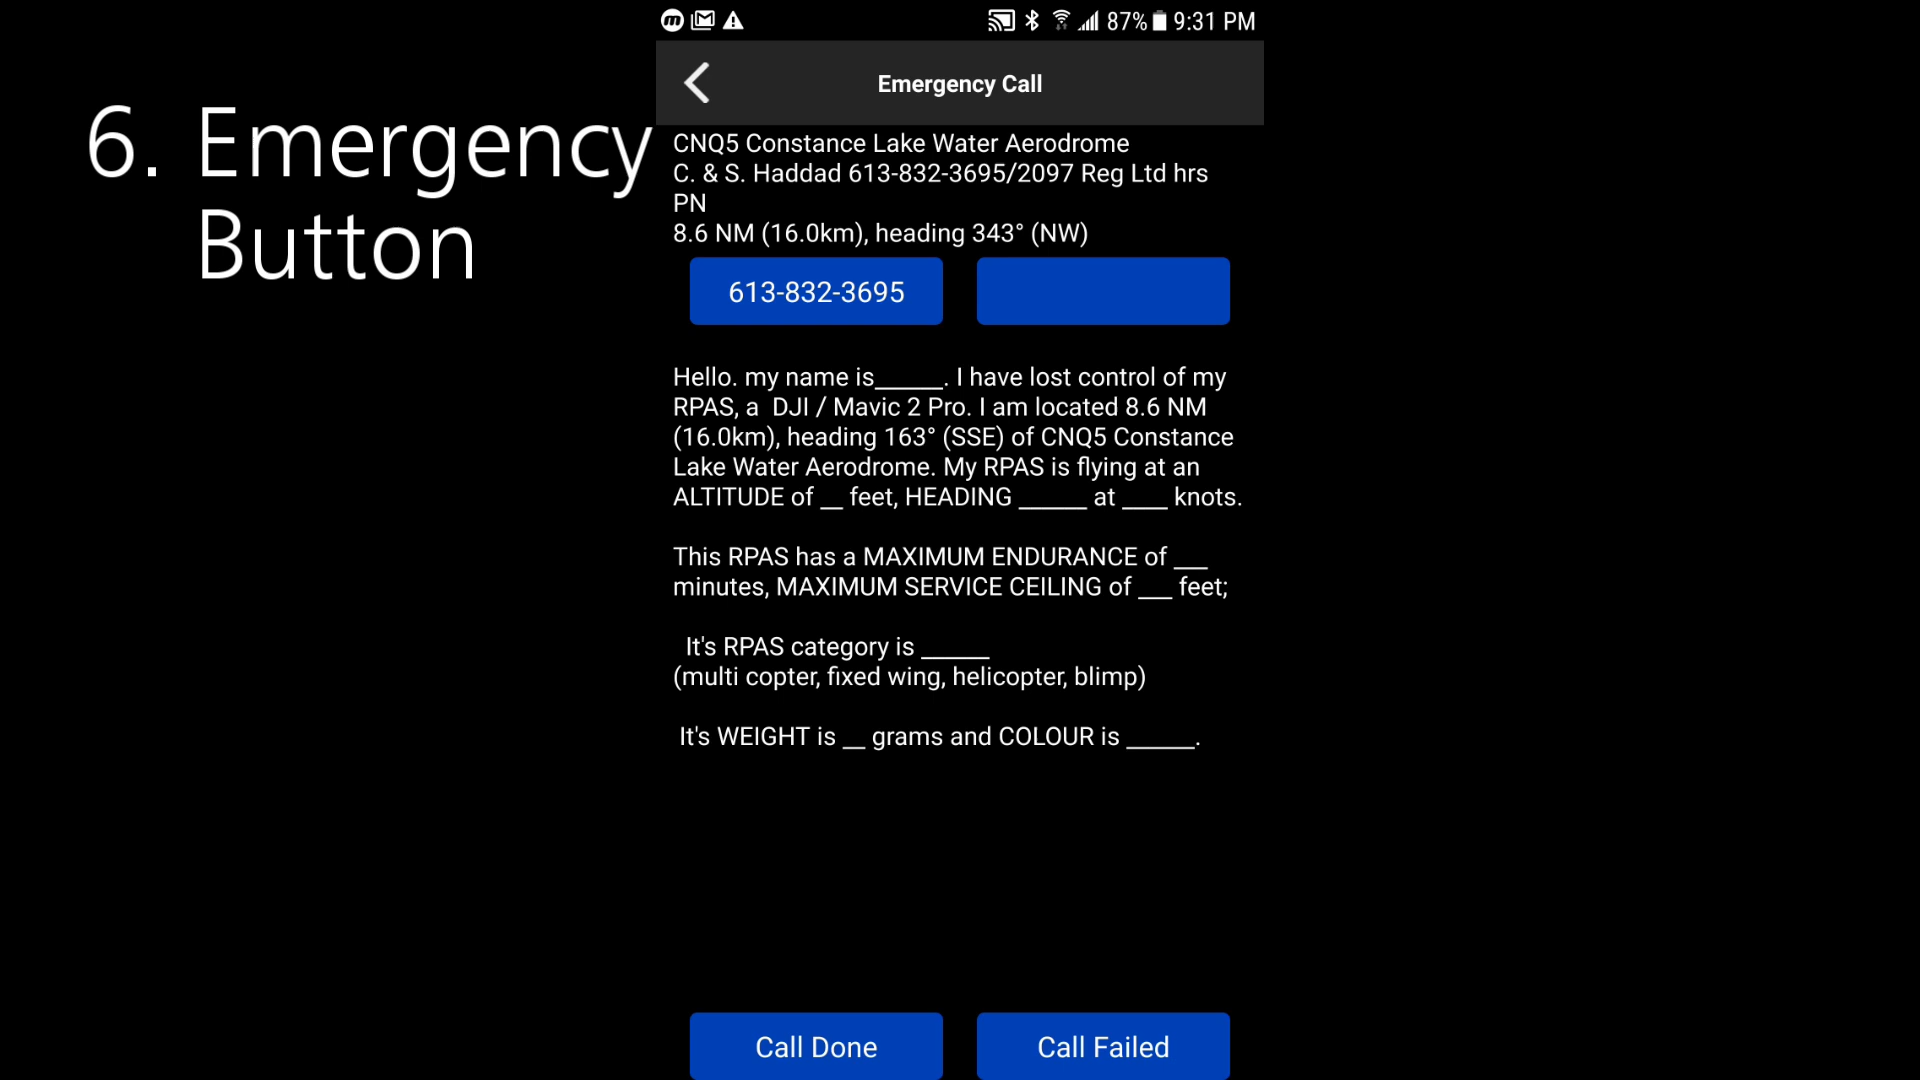 6. Emergency
Button
87% 9:31 PM
Emergency Call
CNQ5 Constance Lake Water Aerodrome
C. & S. Haddad 613-832-3695/2097 Reg Ltd hrs
PN
8.6 NM (16.0km), heading 343° (NW)
613-832-3695
Hello. my name is______. I have lost control of my
RPAS, a  DJI / Mavic 2 Pro. I am located 8.6 NM
(16.0km), heading 163° (SSE) of CNQ5 Constance
Lake Water Aerodrome. My RPAS is flying at an
ALTITUDE of __ feet, HEADING ______ at ____ knots.
This RPAS has a MAXIMUM ENDURANCE of ___
minutes, MAXIMUM SERVICE CEILING of ___ feet;
It's RPAS category is ______
(multi copter, fixed wing, helicopter, blimp)
It's WEIGHT is __ grams and COLOUR is ______.
Call Done
Call Failed